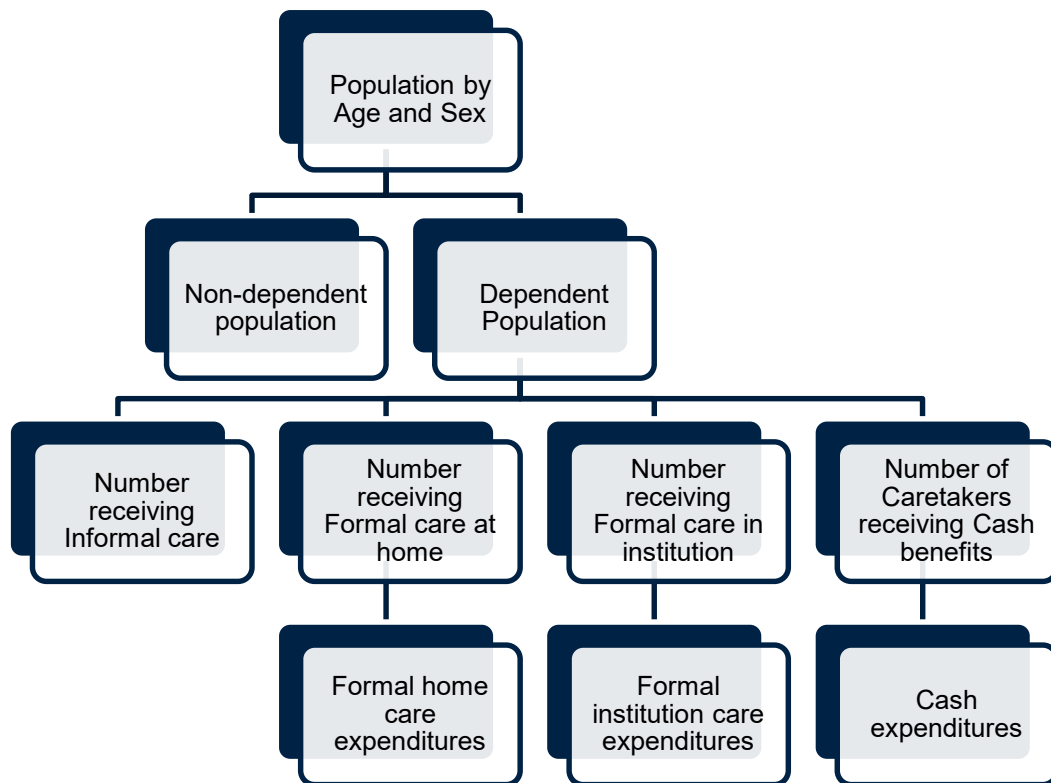 Population by
Age and Sex
Non-dependent
population
Dependent
Population
Number
receiving
Informal care
Number
receiving
Formal care at
home
Number
receiving
Formal care in
institution
Number of
Caretakers
receiving Cash
benefits
Formal home
care
expenditures
Formal
institution care
expenditures
Cash
expenditures